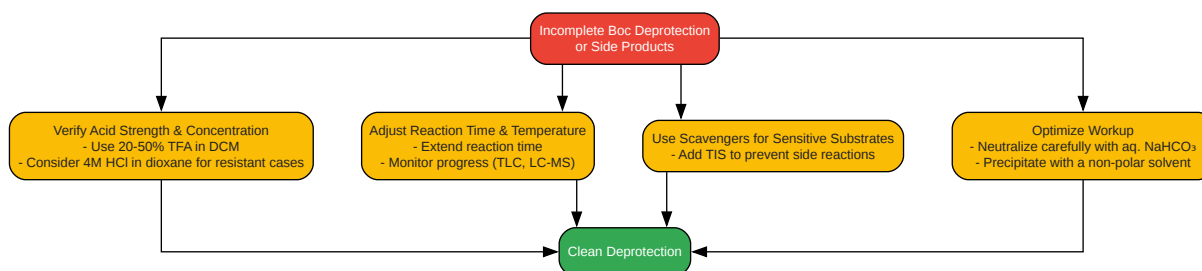 Incomplete Boc Deprotection
or Side Products
Verify Acid Strength & Concentration
- Use 20-50% TFA in DCM
- Consider 4M HCl in dioxane for resistant cases
Adjust Reaction Time & Temperature
- Extend reaction time
- Monitor progress (TLC, LC-MS)
Use Scavengers for Sensitive Substrates
- Add TIS to prevent side reactions
Optimize Workup
- Neutralize carefully with aq. NaHCO₃
- Precipitate with a non-polar solvent
Clean Deprotection